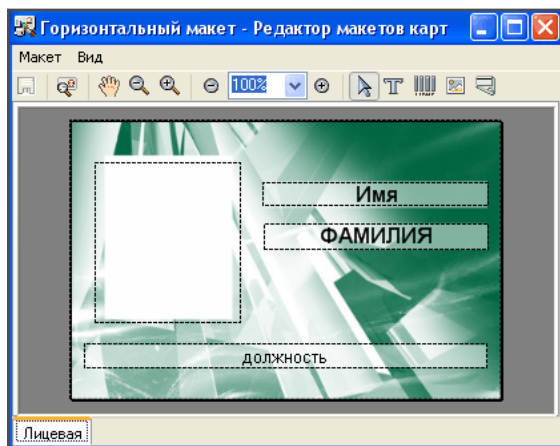 Горизонтальный макет - Редактор макетов карт
Макет Вид
100%
Имя
ФАМИЛИЯ
должность
Лицевая